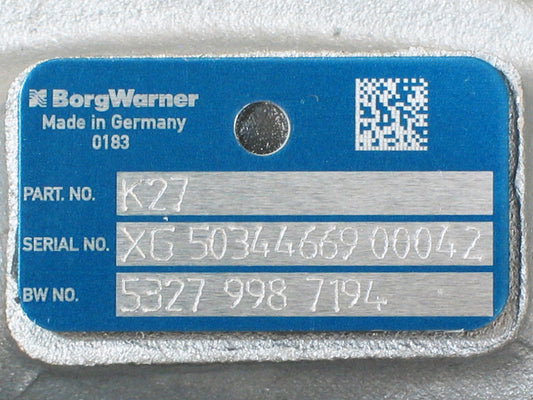 BorgWarner
Made in Germany
0183
PART. NO. K27
SERIAL NO. XG 50344669 00042
BW NO. 5327 998 7194